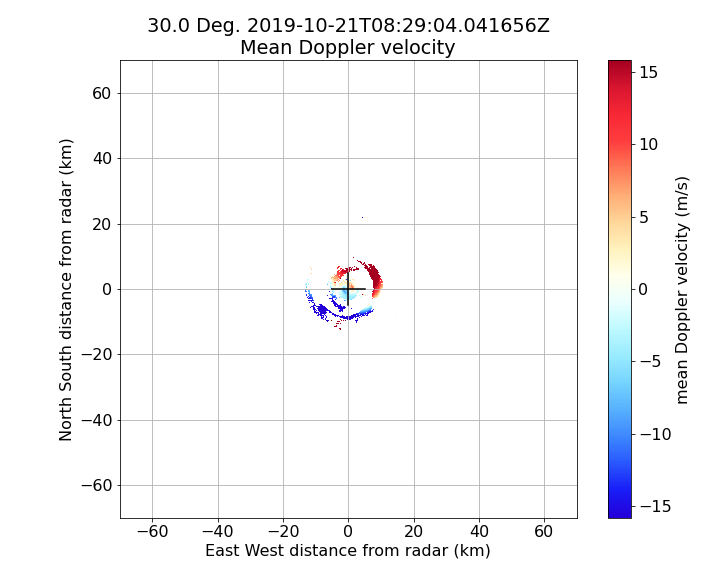 30.0 Deg. 2019-10-21T08:29:04.041656Z
Mean Doppler velocity
60
40
20
0
−20
−40
−60
North South distance from radar (km)
−60 −40 −20 0 20 40 60
East West distance from radar (km)
15
10
5
0
−5
−10
−15
mean Doppler velocity (m/s)